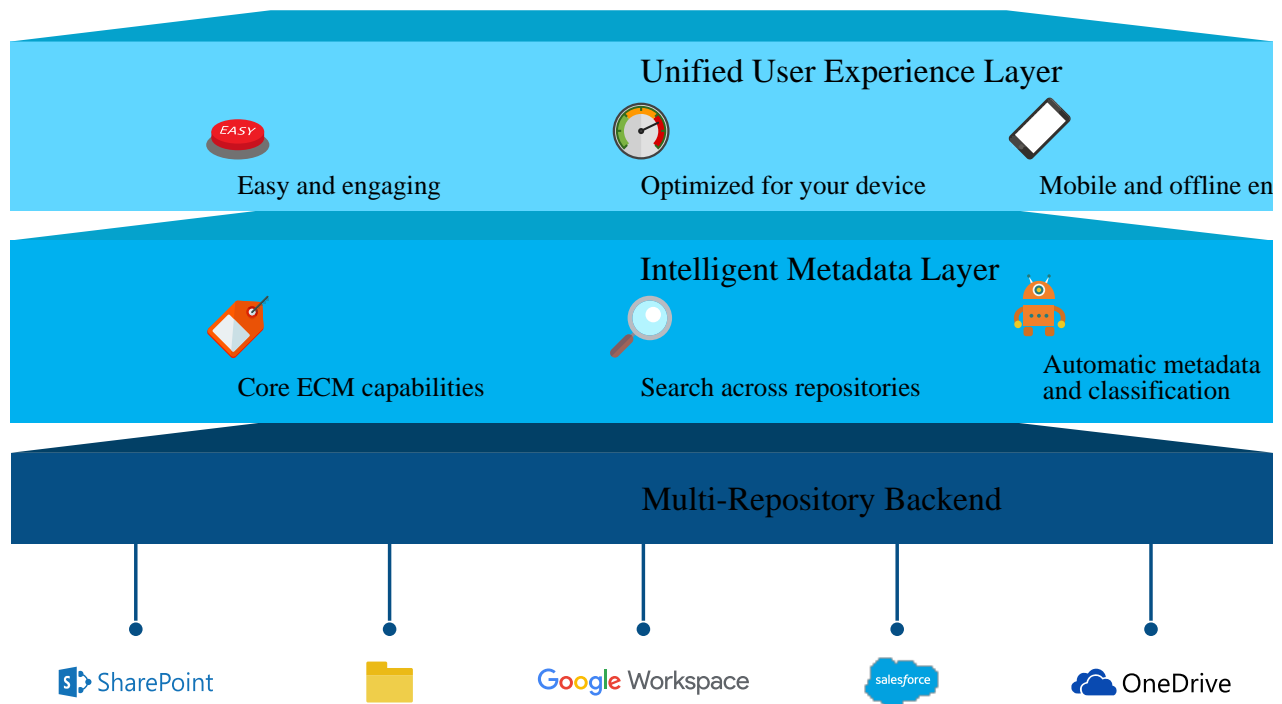 Unified User Experience Layer
EASY
Easy and engaging
Optimized for your device
Mobile and offline en
Intelligent Metadata Layer
Core ECM capabilities
Search across repositories
Automatic metadata
and classification
Multi-Repository Backend
S
SharePoint
Google Workspace
salesforce
OneDrive